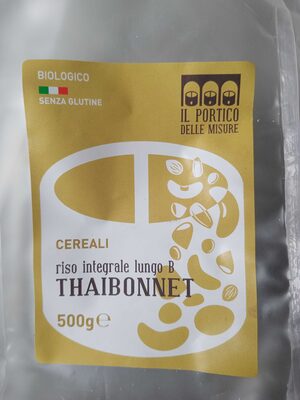 BIOLOGICO
SENZA GLUTINE
IL PORTICO
DELLE MISURE
CEREALI
riso integrale lungo B
THAIBONNET
500g ℮